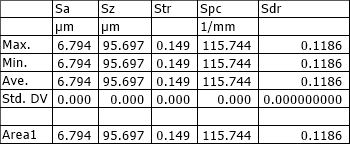 Sa Sz Str Spc Sdr
µm µm 1/mm
Max. 6.794 95.697 0.149 115.744 0.1186
Min. 6.794 95.697 0.149 115.744 0.1186
Ave. 6.794 95.697 0.149 115.744 0.1186
Std. DV 0.000 0.000 0.000 0.000 0.000000000
Area1 6.794 95.697 0.149 115.744 0.1186